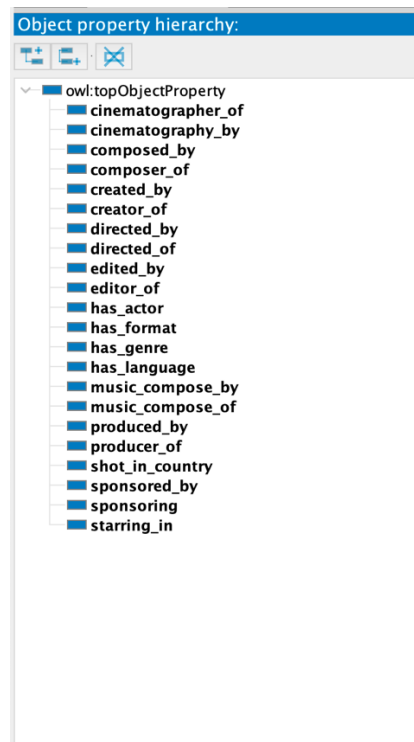 Object property hierarchy:
owl:topObjectProperty
cinematographer_of
cinematography_by
composed_by
composer_of
created_by
creator_of
directed_by
directed_of
edited_by
editor_of
has_actor
has_format
has_genre
has_language
music_compose_by
music_compose_of
produced_by
producer_of
shot_in_country
sponsored_by
sponsoring
starring_in